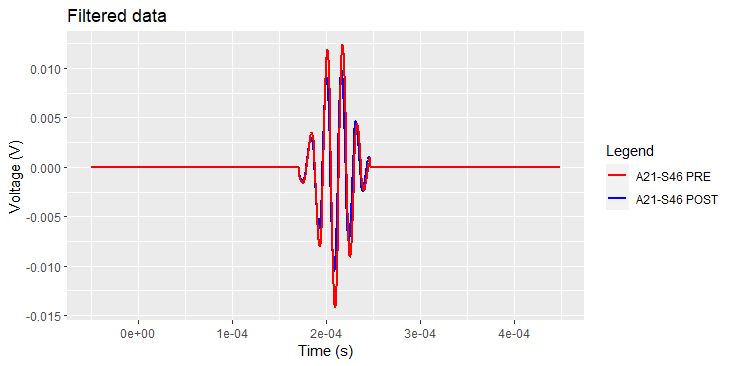 Filtered data
0.010
0.005
0.000
-0.005
-0.010
-0.015
Voltage (V)
0e+00 1e-04 2e-04 3e-04 4e-04
Time (s)
Legend
A21-S46 PRE
A21-S46 POST